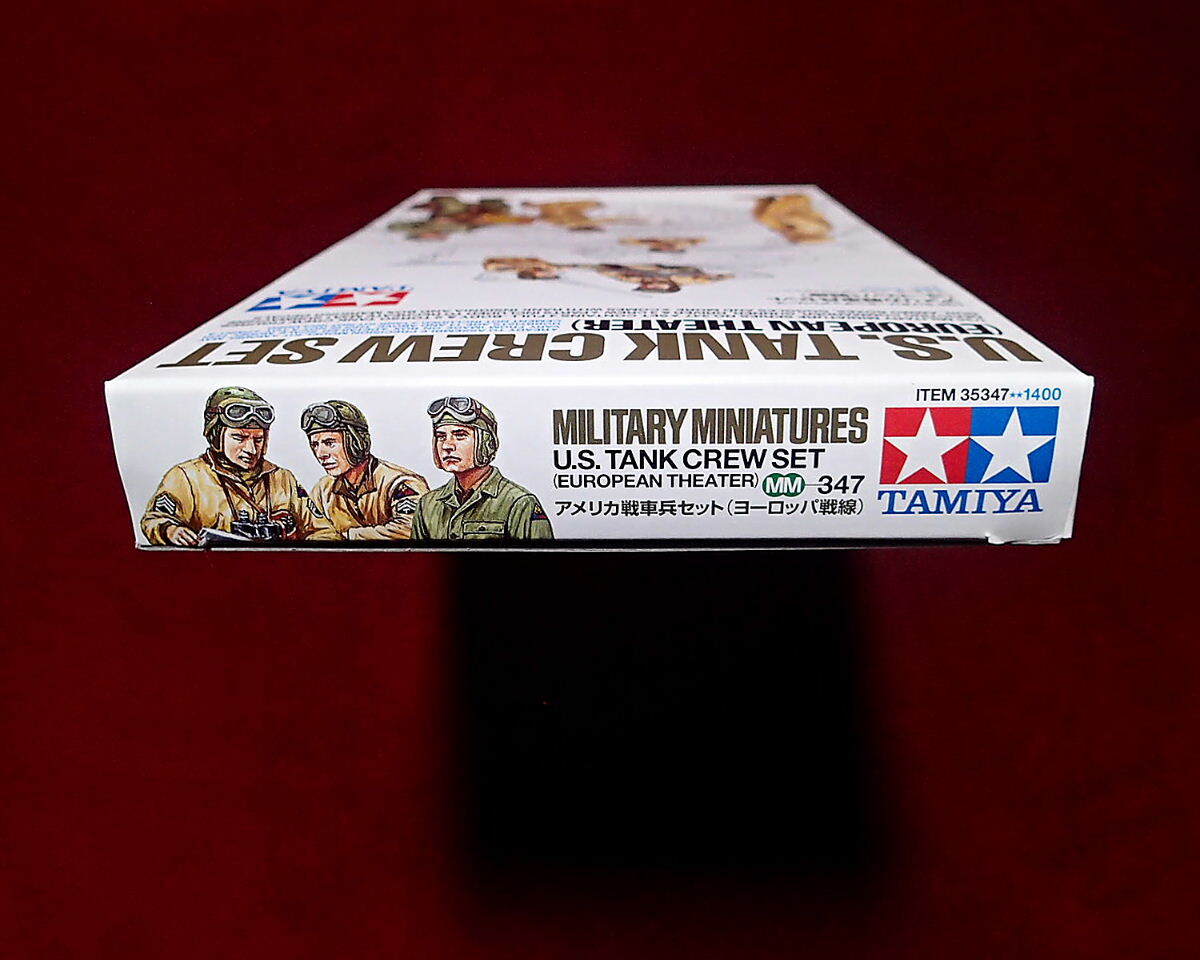 TAMIYA
(EUROPEAN THEATER)
U.S. TANK CREW SET
ITEM 35347★★1400
MILITARY MINIATURES
U.S. TANK CREW SET
(EUROPEAN THEATER) MM 347
アメリカ戦車兵セット(ヨーロッパ戦線)
TAMIYA